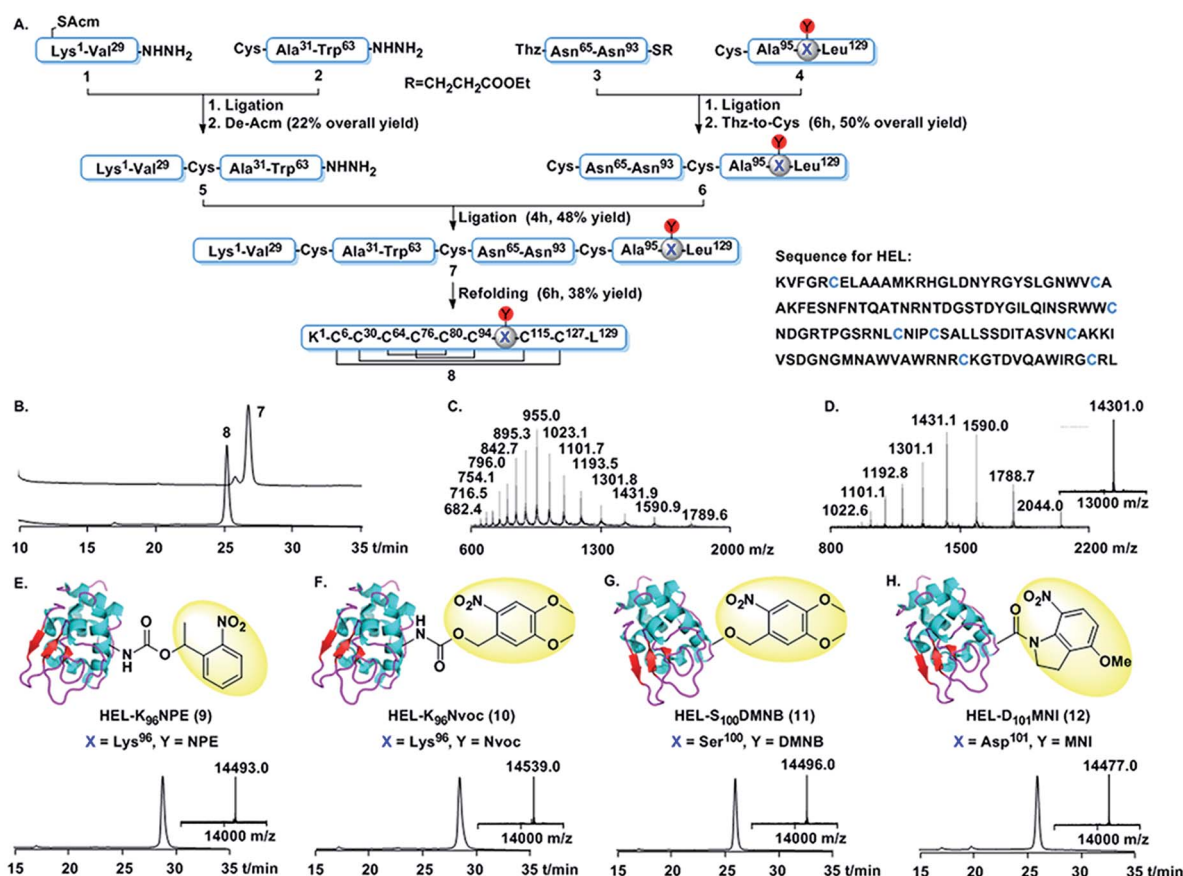 A.
SAcm
Lys1-Val29-NHNH2
1
Cys-Ala31-Trp63-NHNH2
2
R=CH2CH2COOEt
Thz-Asn65-Asn93-SR
3
Y
Cys-Ala95-X-Leu129
4
1. Ligation
2. De-Acm (22% overall yield)
1. Ligation
2. Thz-to-Cys (6h, 50% overall yield)
Lys1-Val29-Cys-Ala31-Trp63-NHNH2
5
Y
Cys-Asn65-Asn93-Cys-Ala95-X-Leu129
6
Ligation (4h, 48% yield)
Y
Lys1-Val29-Cys-Ala31-Trp63-Cys-Asn65-Asn93-Cys-Ala95-X-Leu129
7
Refolding (6h, 38% yield)
Y
K1-C6-C30-C64-C76-C80-C94-X-C115-C127-L129
8
Sequence for HEL:
KVFGRCELAAAMKRHGLDNYRGYSLGNWVCA
AKFESNFNTQATNRNTDGSTDYGILQINSRWWC
NDGRTPGSRNLCNIPCSALLSSDITASVNCAKKI
VSDGNGMNAWVAWRNRCKGTDVQAWIRGCRL
B.
8
7
10 15 20 25 30 35 t/min
C.
955.0
895.3
1023.1
842.7
1101.7
796.0
1193.5
754.1
1301.8
716.5
1431.9
682.4
1590.9
1789.6
600 1300 2000 m/z
D.
1431.1
1590.0
14301.0
1301.1
1192.8
1788.7
1101.1
2044.0
1022.6
13000 m/z
800 1500 2200 m/z
E.
NO2
O
N
H
O
HEL-K96NPE (9)
X = Lys96, Y = NPE
14493.0
14000 m/z
15 20 25 30 35 t/min
F.
NO2
O
H
N
O
O
O
HEL-K96Nvoc (10)
X = Lys96, Y = Nvoc
14539.0
14000 m/z
15 20 25 30 35 t/min
G.
NO2
O
O
O
HEL-S100DMNB (11)
X = Ser100, Y = DMNB
14496.0
14000 m/z
15 20 25 30 35 t/min
H.
NO2
O
N
OMe
HEL-D101MNI (12)
X = Asp101, Y = MNI
14477.0
14000 m/z
15 20 25 30 35 t/min